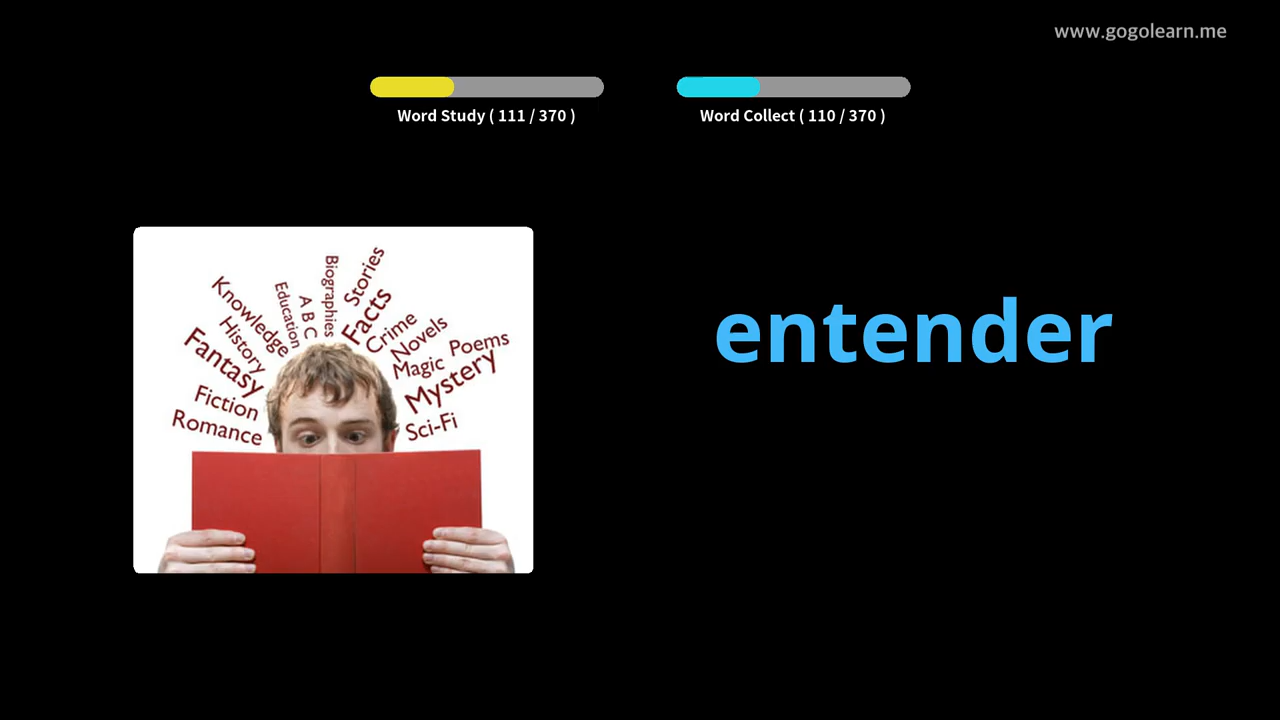 www.gogolearn.me
Word Study ( 111 / 370 )
Word Collect ( 110 / 370 )
Biographies
Stories
Education
A B C
Facts
Knowledge
Crime
History
Novels
Fantasy
Magic
Poems
Mystery
Fiction
Romance
Sci-Fi
entender